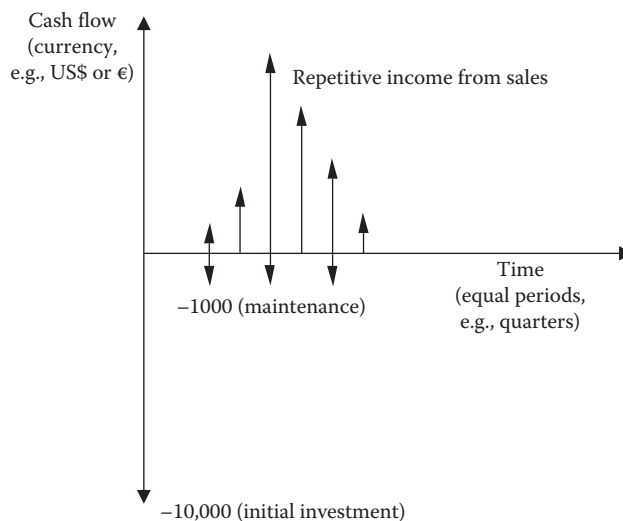 Cash flow
(currency,
e.g., US$ or €)
Repetitive income from sales
Time
(equal periods,
e.g., quarters)
–1000 (maintenance)
–10,000 (initial investment)